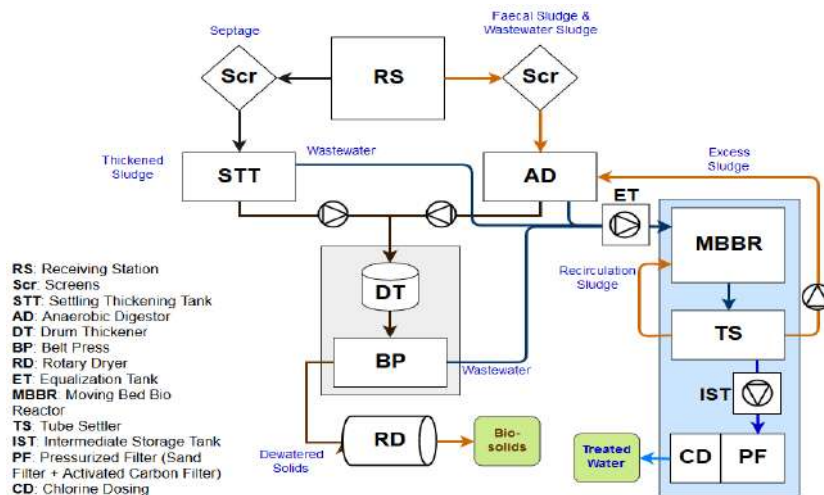 Septage
Faecal Sludge &
Wastewater Sludge
Scr
RS
Scr
Thickened
Sludge
STT
Wastewater
AD
Excess
Sludge
ET
MBBR
Recirculation
Sludge
DT
TS
BP
Wastewater
IST
RD
Bio-
solids
Dewatered
Solids
Treated
Water
CD
PF
RS: Receiving Station
Scr: Screens
STT: Settling Thickening Tank
AD: Anaerobic Digestor
DT: Drum Thickener
BP: Belt Press
RD: Rotary Dryer
ET: Equalization Tank
MBBR: Moving Bed Bio
Reactor
TS: Tube Settler
IST: Intermediate Storage Tank
PF: Pressurized Filter (Sand
Filter + Activated Carbon Filter)
CD: Chlorine Dosing